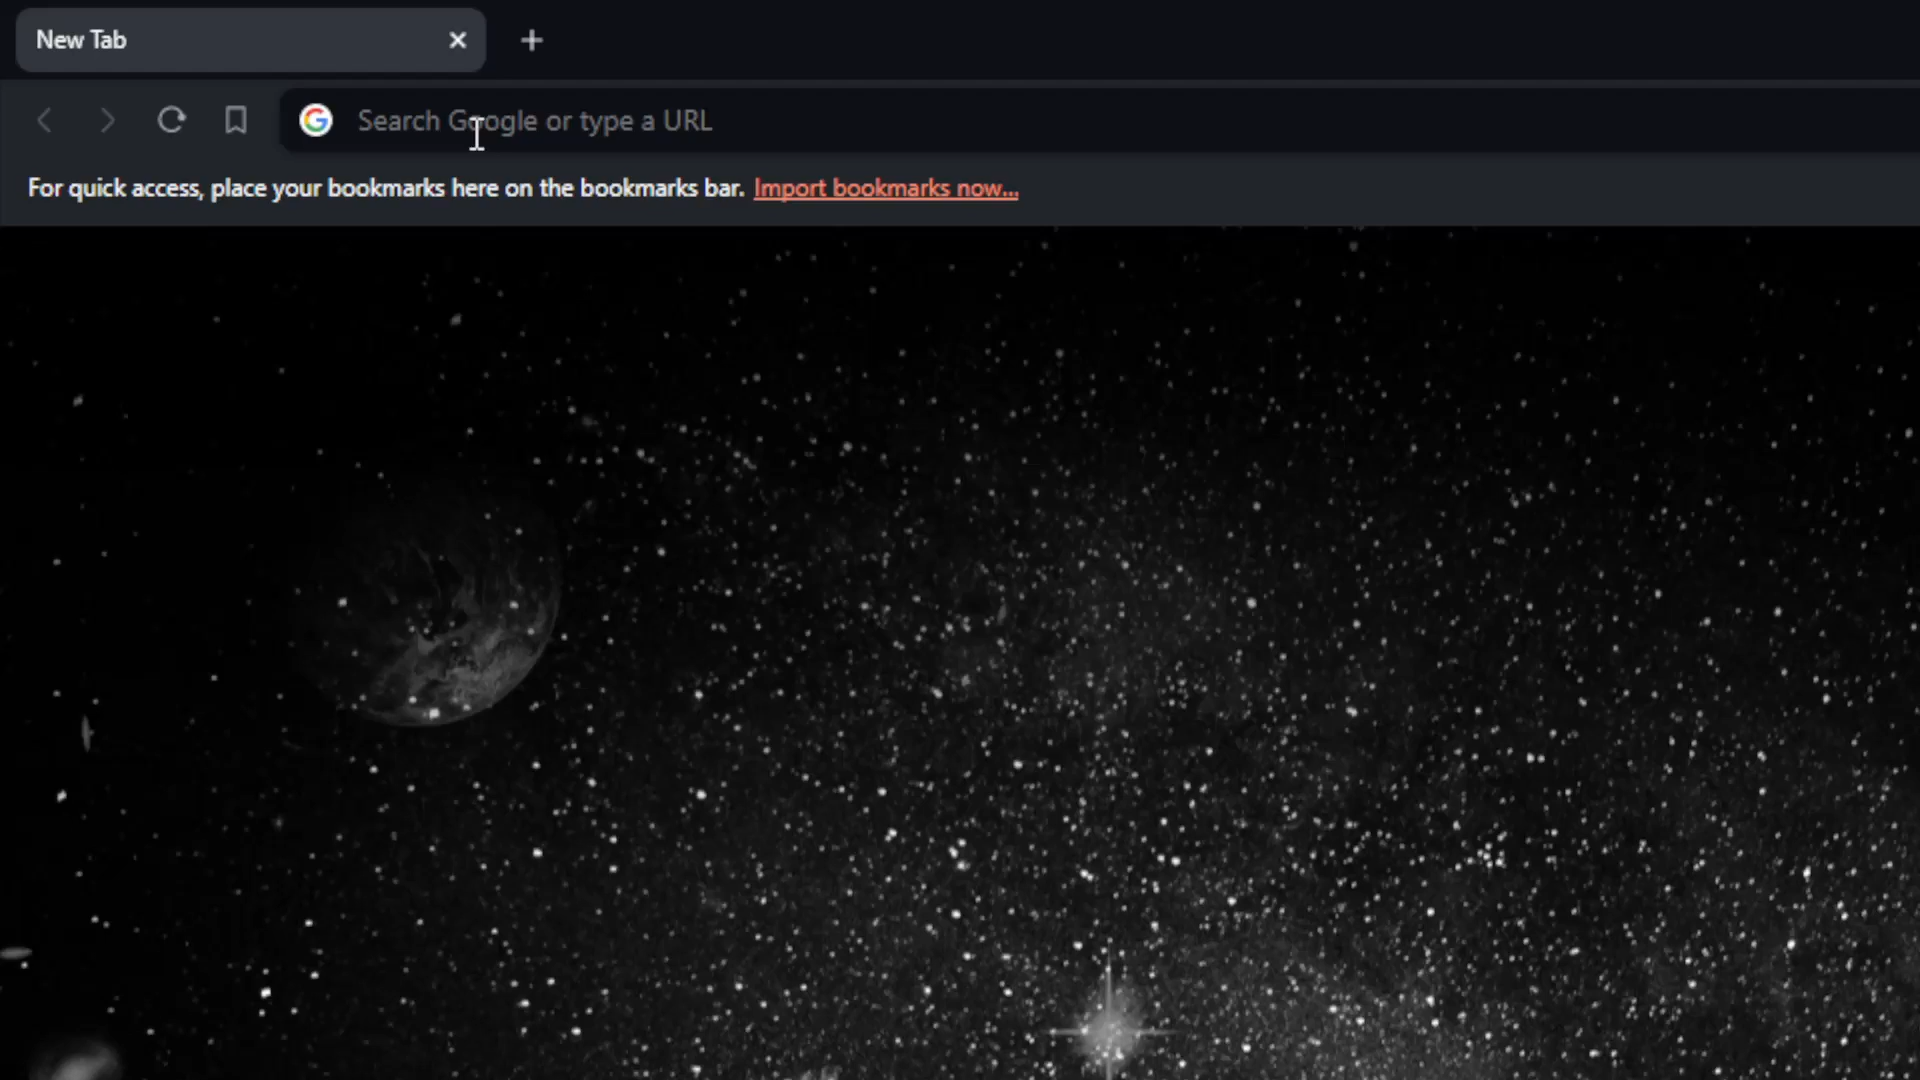 New Tab
Search Google or type a URL
For quick access, place your bookmarks here on the bookmarks bar. Import bookmarks now...